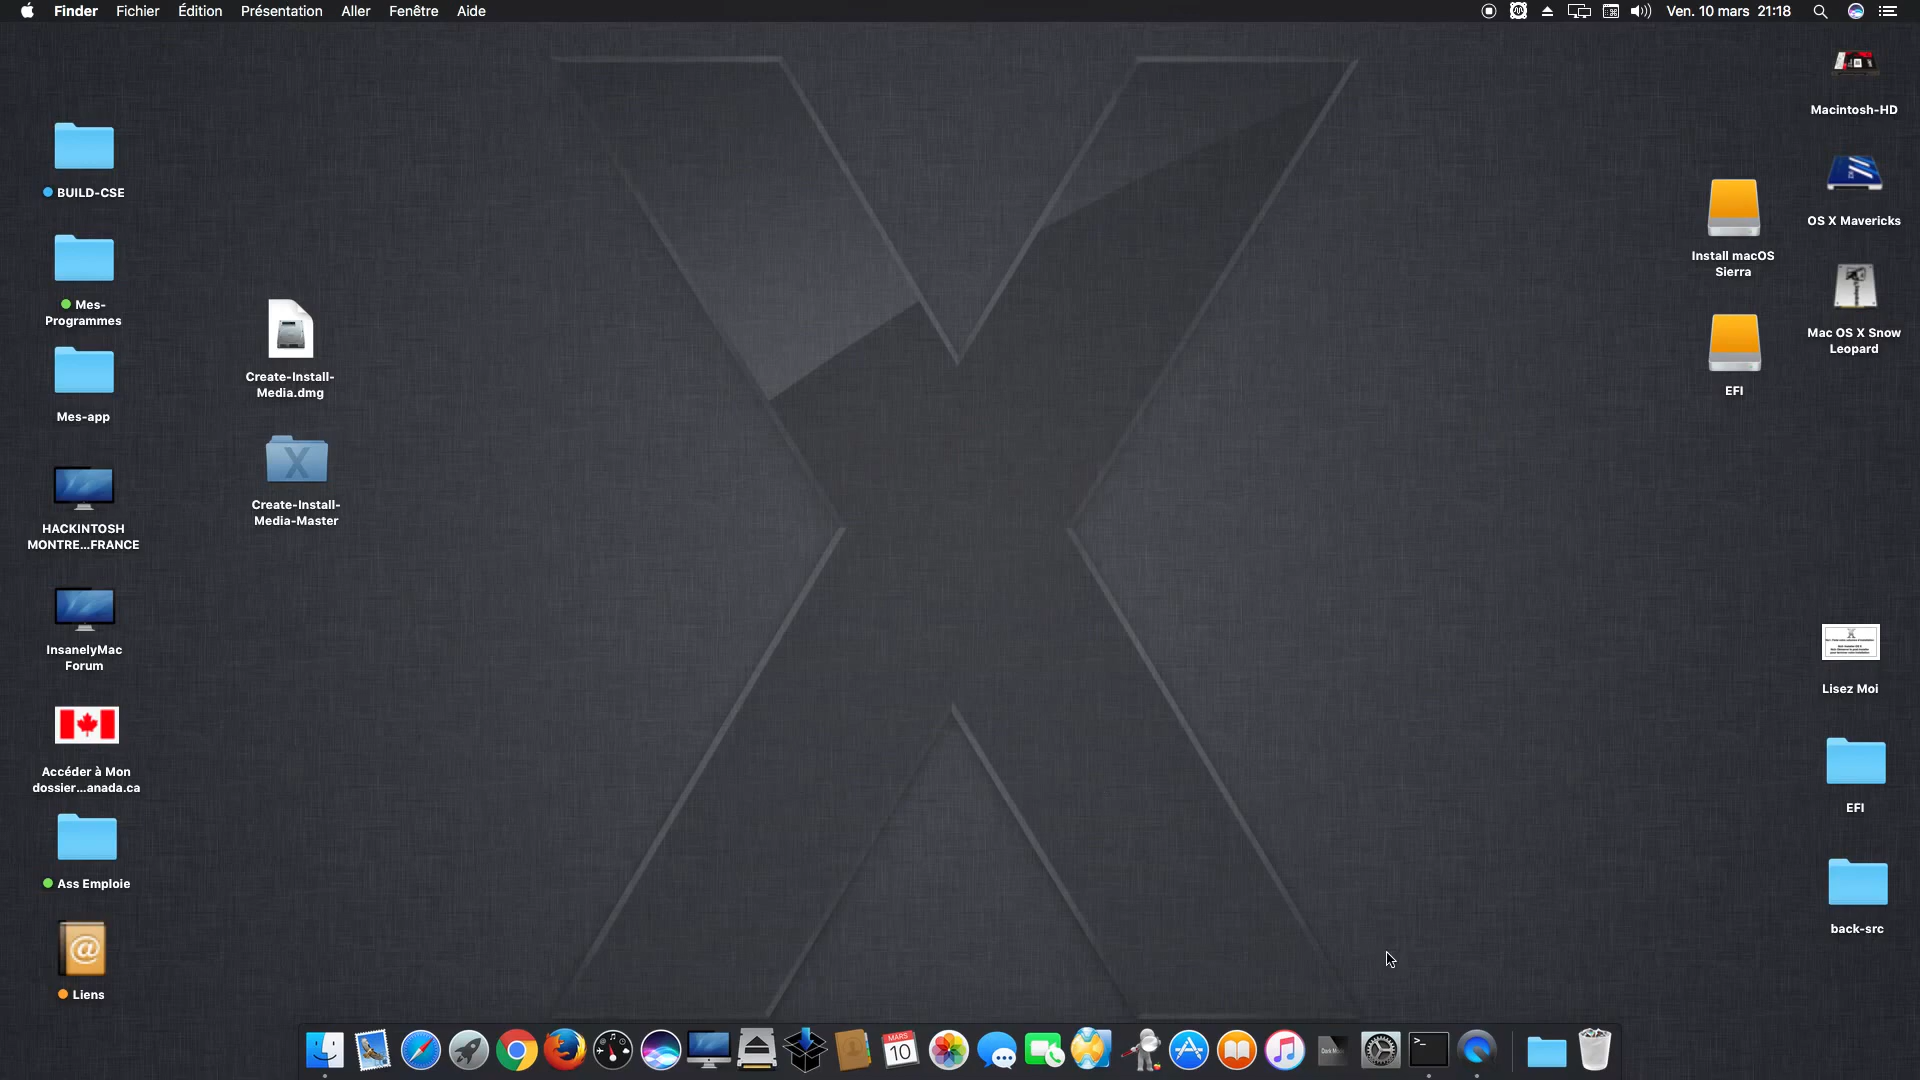 Finder Fichier Édition Présentation Aller Fenêtre Aide
Ven. 10 mars 21:18
BUILD-CSE
Mes-
Programmes
Mes-app
HACKINTOSH
MONTRE...FRANCE
InsanelyMac
Forum
Accéder à Mon
dossier...anada.ca
Ass Emploie
Liens
Create-Install-
Media.dmg
Create-Install-
Media-Master
Install macOS
Sierra
EFI
Macintosh-HD
OS X Mavericks
Mac OS X Snow
Leopard
Lisez Moi
EFI
back-src
MARS
10